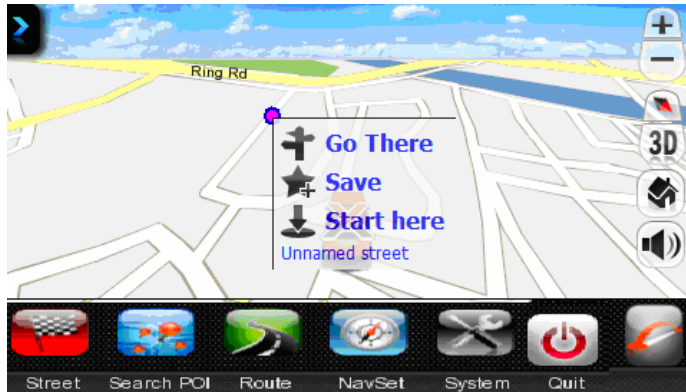 Ring Rd
3D
Go There
Save
Start here
Unnamed street
Street Search POI Route NavSet System Quit